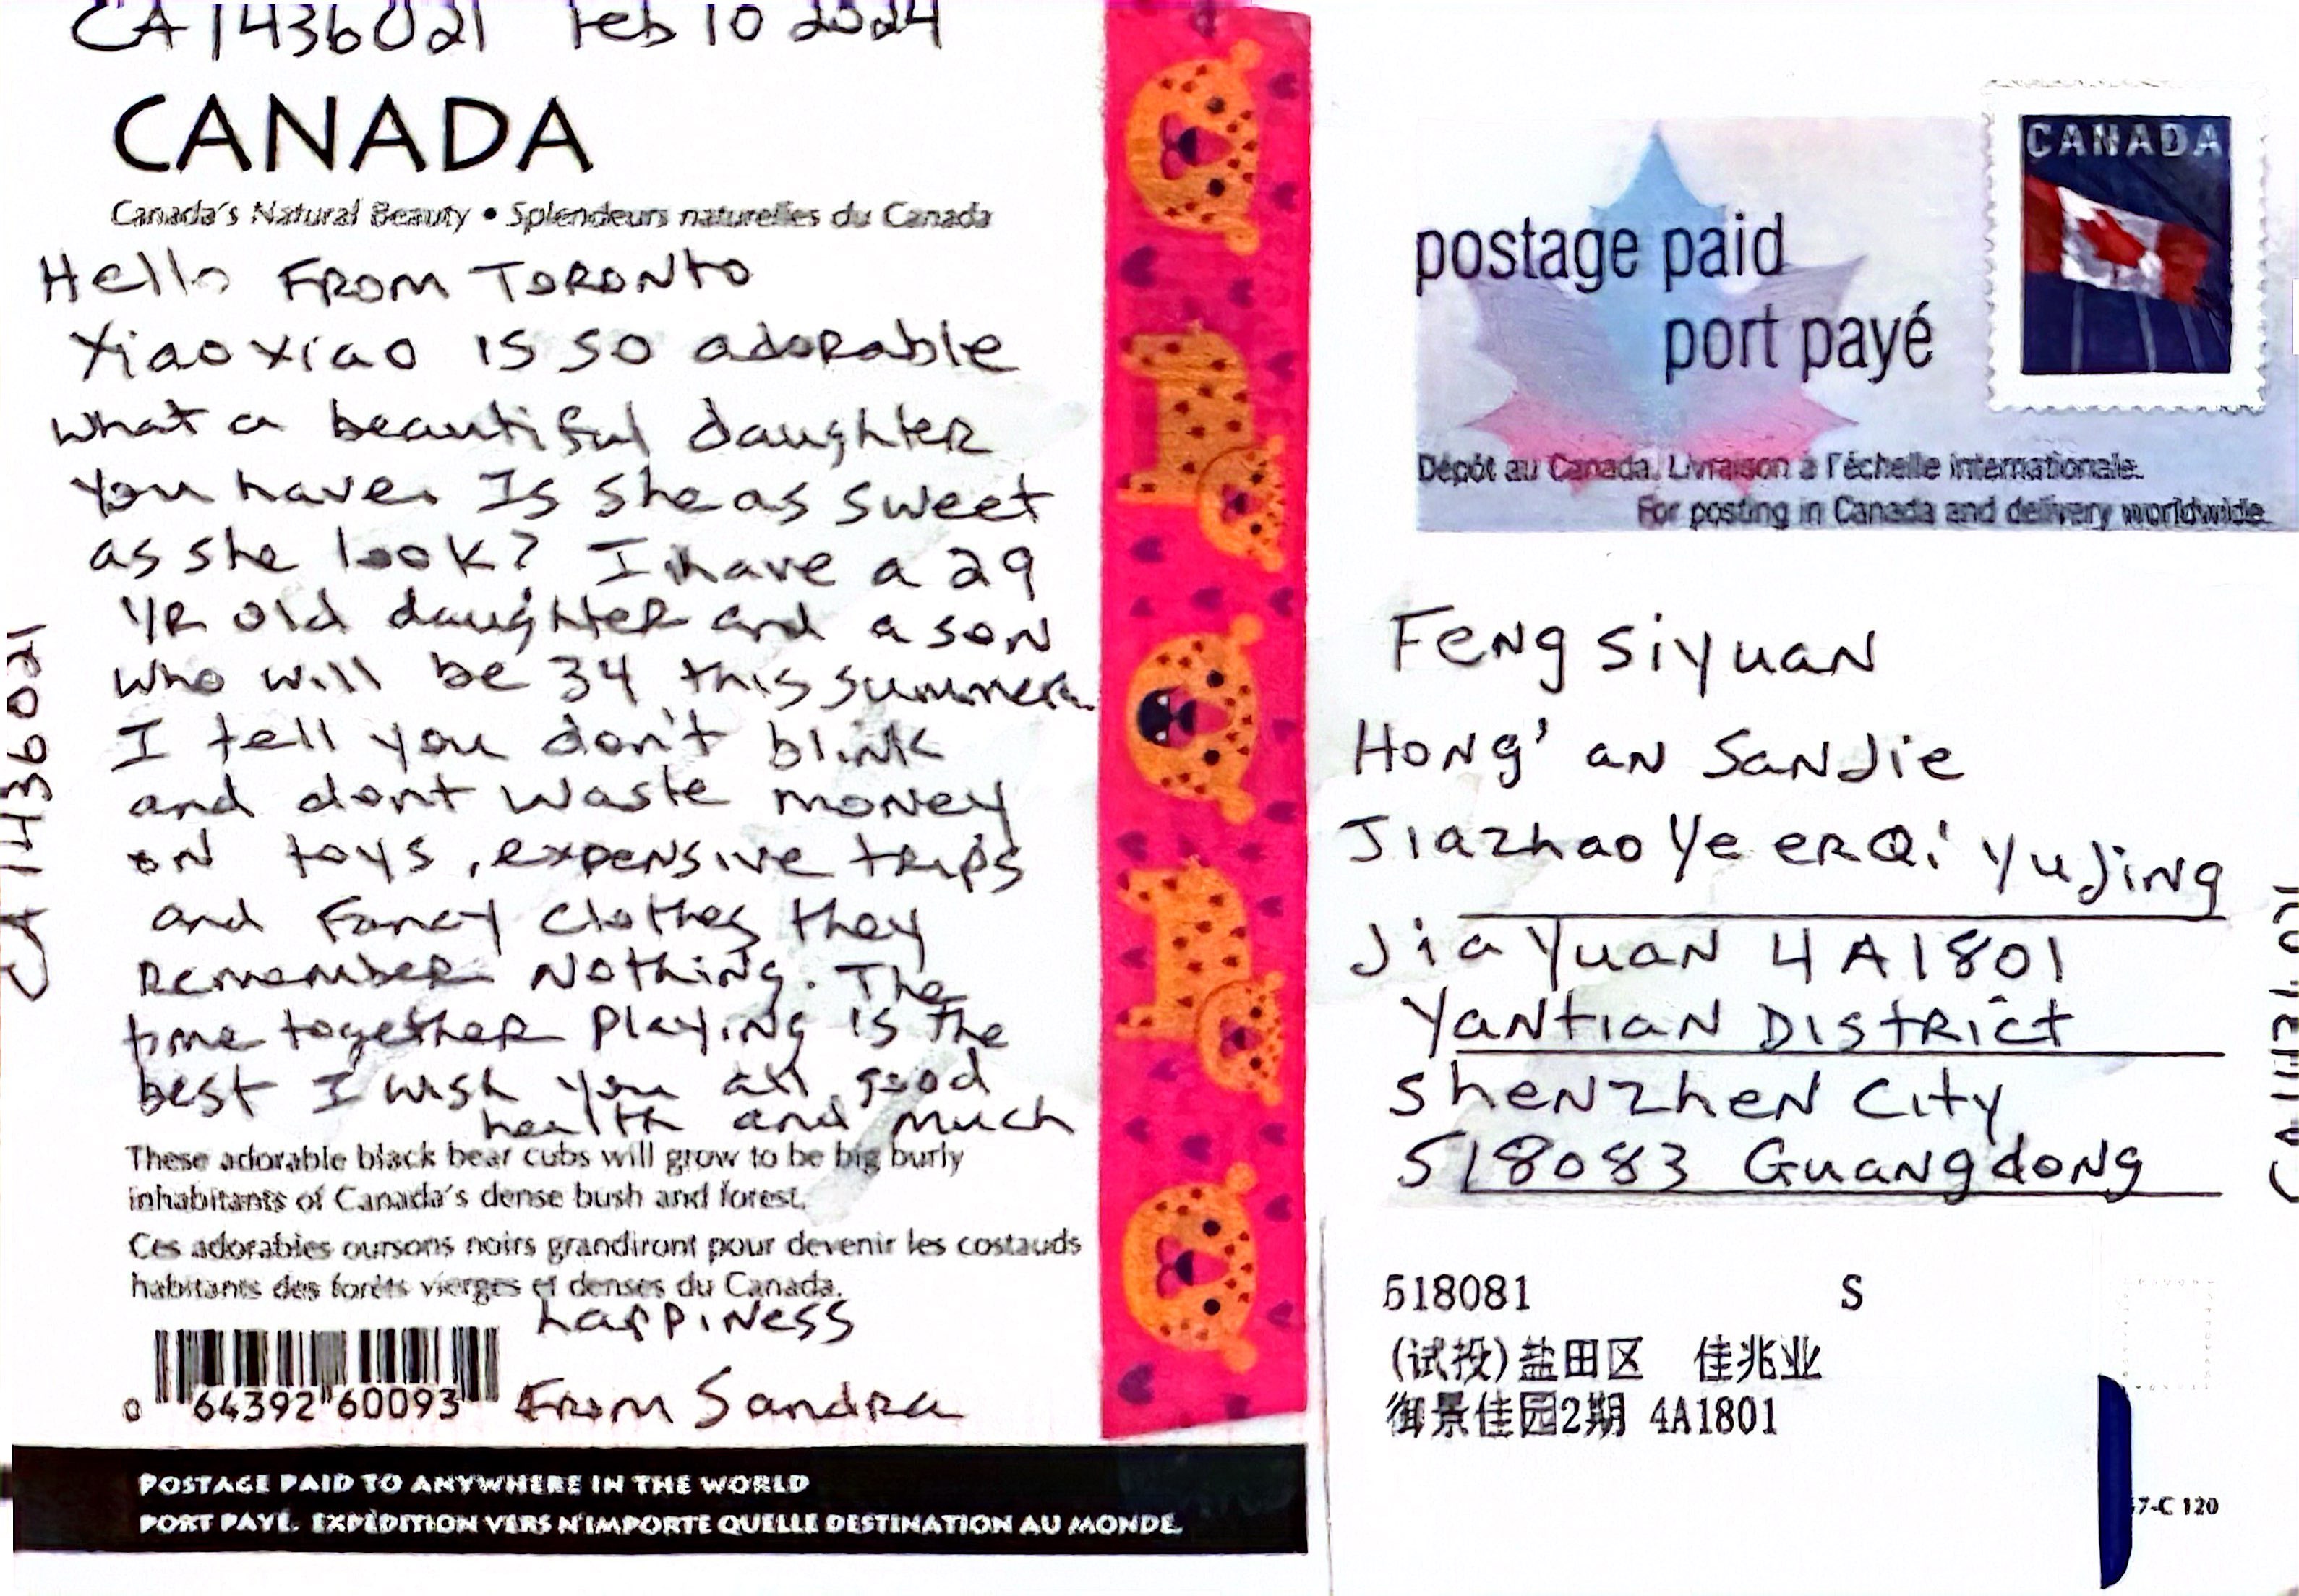 CA 1436021 Feb 10 2024
CANADA
Canada's Natural Beauty • Splendeurs naturelles du Canada
Hello FROM TORONto
Xiaoxiao is so adorable
what a beautiful daughter
you have. Is she as sweet
as she look? I have a 29
yr old daughter and a son
who will be 34 this summer.
I tell you don't blink
and dont waste money
on toys, expensive trips
and fancy clothes they
remember nothing. The
time together playing is the
best I wish you all good
health and much
These adorable black bear cubs will grow to be big burly
inhabitants of Canada's dense bush and forest.
Ces adorables oursons noirs grandiront pour devenir les costauds
habitants des forêts vierges et denses du Canada.
happiness
0 64392 60093
From Sandra
POSTAGE PAID TO ANYWHERE IN THE WORLD
PORT PAYÉ. EXPÉDITION VERS N'IMPORTE QUELLE DESTINATION AU MONDE.
CA 1436021
CANADA
postage paid
port payé
Dépôt au Canada. Livraison à l'échelle internationale.
For posting in Canada and delivery worldwide.
Feng siyuan
Hong' an Sandie
Jiazhao Ye erQi Yujing
Jia Yuan 4A1801
Yantian District
Shenzhen City
518083 Guangdong
518081 S
(试投)盐田区 佳兆业
御景佳园2期 4A1801
7-C 120